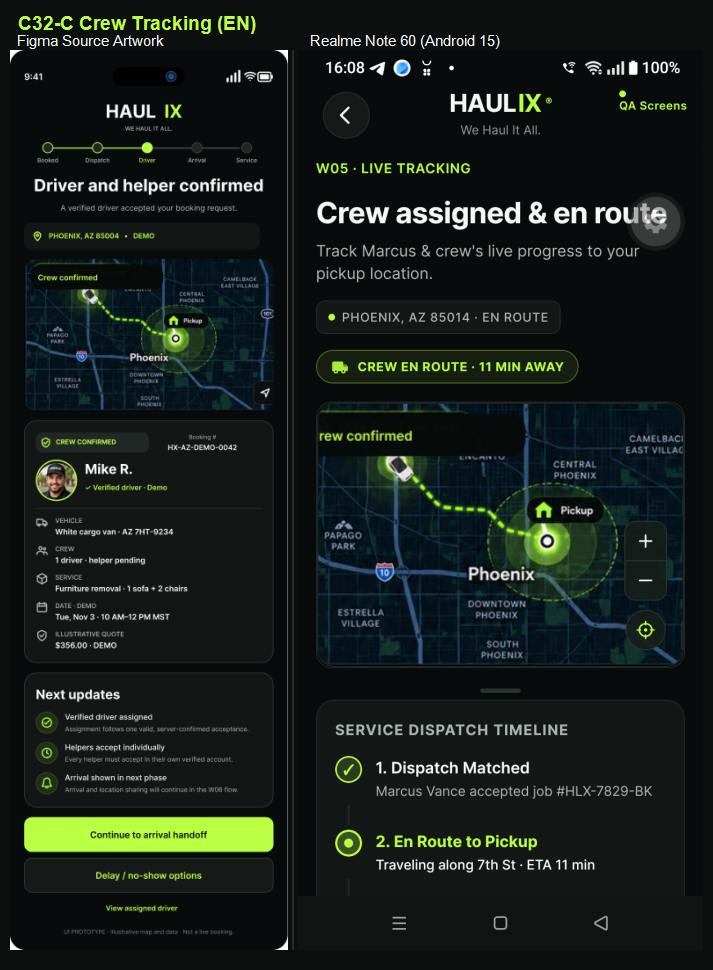 C32-C Crew Tracking (EN)
Figma Source Artwork
9:41
HAUL IX
WE HAUL IT ALL.
Booked
Dispatch
Driver
Arrival
Service
Driver and helper confirmed
A verified driver accepted your booking request.
PHOENIX, AZ 85004 • DEMO
Crew confirmed
CAMELBACK
EAST VILLAGE
CENTRAL
PHOENIX
101
Pickup
PAPAGO
PARK
10
Phoenix
DOWNTOWN
PHOENIX
ESTRELLA
VILLAGE
SOUTH
PHOENIX
CREW CONFIRMED
Booking #
HX-AZ-DEMO-0042
Mike R.
✓ Verified driver · Demo
VEHICLE
White cargo van · AZ 7HT-9234
CREW
1 driver · helper pending
SERVICE
Furniture removal · 1 sofa + 2 chairs
DATE · DEMO
Tue, Nov 3 · 10 AM–12 PM MST
ILLUSTRATIVE QUOTE
$356.00 · DEMO
Next updates
Verified driver assigned
Assignment follows one valid, server-confirmed acceptance.
Helpers accept individually
Every helper must accept in their own verified account.
Arrival shown in next phase
Arrival and location sharing will continue in the W06 flow.
Continue to arrival handoff
Delay / no-show options
View assigned driver
UI PROTOTYPE · Illustrative map and data · Not a live booking.
Realme Note 60 (Android 15)
16:08
100%
HAULIX ®
We Haul It All.
QA Screens
W05 · LIVE TRACKING
Crew assigned & en route
Track Marcus & crew's live progress to your
pickup location.
PHOENIX, AZ 85014 · EN ROUTE
CREW EN ROUTE · 11 MIN AWAY
rew confirmed
ENCANTO
CAMELBACK
EAST VILLAGE
CENTRAL
PHOENIX
Pickup
PAPAGO
PARK
10
Phoenix
DOWNTOWN
PHOENIX
ESTRELLA
VILLAGE
SOUTH
PHOENIX
+
−
SERVICE DISPATCH TIMELINE
1. Dispatch Matched
Marcus Vance accepted job #HLX-7829-BK
2. En Route to Pickup
Traveling along 7th St · ETA 11 min